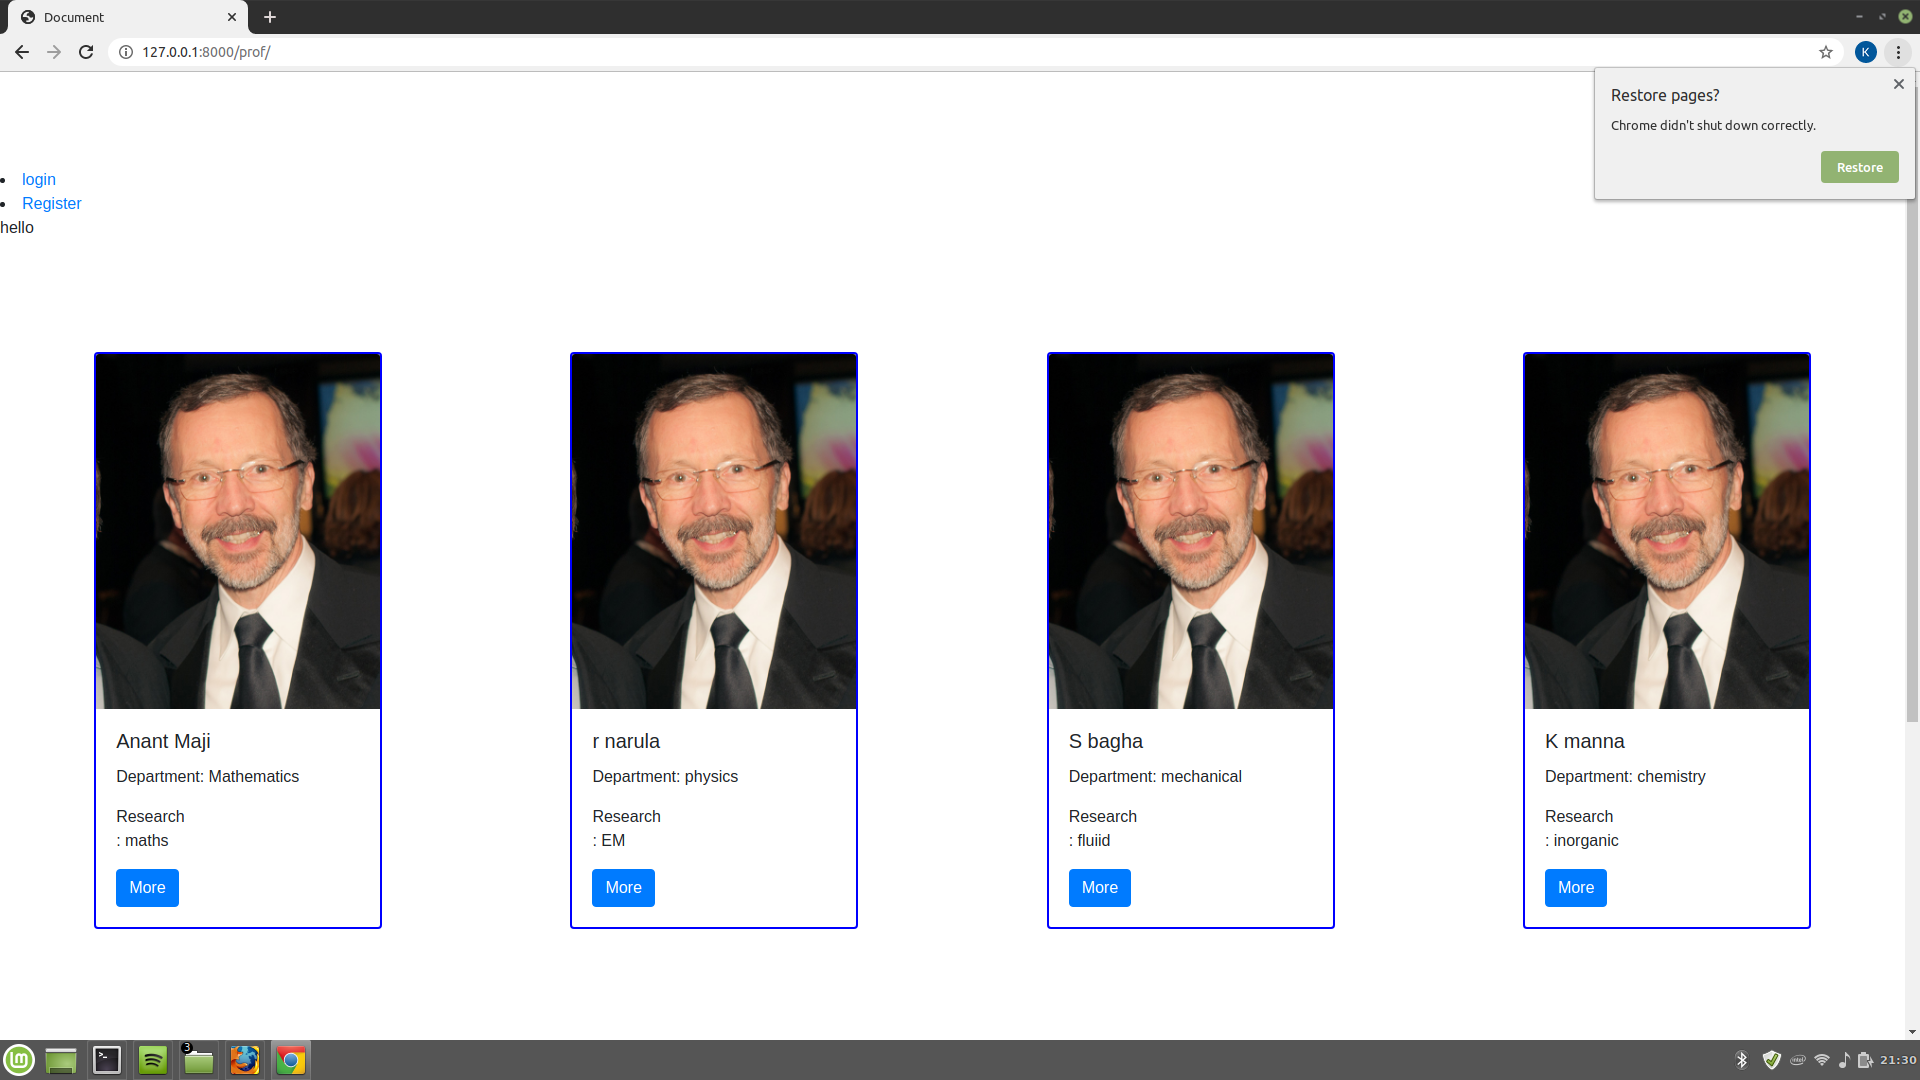 Document
127.0.0.1:8000/prof/
K
Restore pages?
Chrome didn't shut down correctly.
Restore
login
Register
hello
Anant Maji
Department: Mathematics
Research
: maths
More
r narula
Department: physics
Research
: EM
More
S bagha
Department: mechanical
Research
: fluiid
More
K manna
Department: chemistry
Research
: inorganic
More
3
21:30